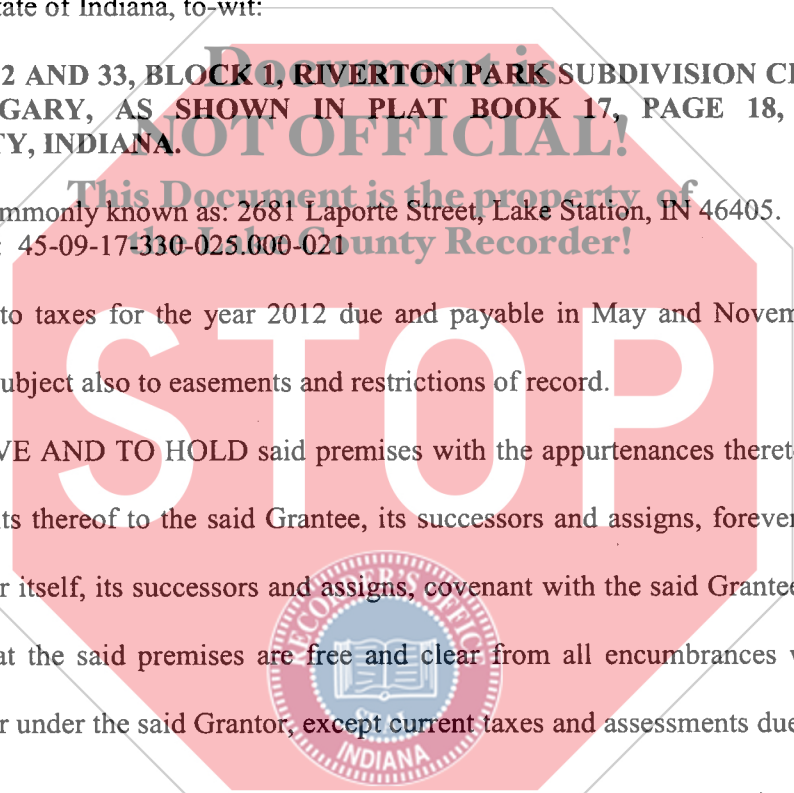 tate of Indiana, to-wit:
Document is
2 AND 33, BLOCK 1, RIVERTON PARK SUBDIVISION CI
GARY, AS SHOWN IN PLAT BOOK 17, PAGE 18,
NOT OFFICIAL!
TY, INDIANA.
This Document is the property of
mmonly known as: 2681 Laporte Street, Lake Station, IN 46405.
the Lake County Recorder!
: 45-09-17-330-025.000-021
to taxes for the year 2012 due and payable in May and Novem
ubject also to easements and restrictions of record.
STOP
VE AND TO HOLD said premises with the appurtenances theret
ts thereof to the said Grantee, its successors and assigns, forever
r itself, its successors and assigns, covenant with the said Grantee
at the said premises are free and clear from all encumbrances w
r under the said Grantor, except current taxes and assessments due
RECORDER'S OFFICE
SEAL
INDIANA